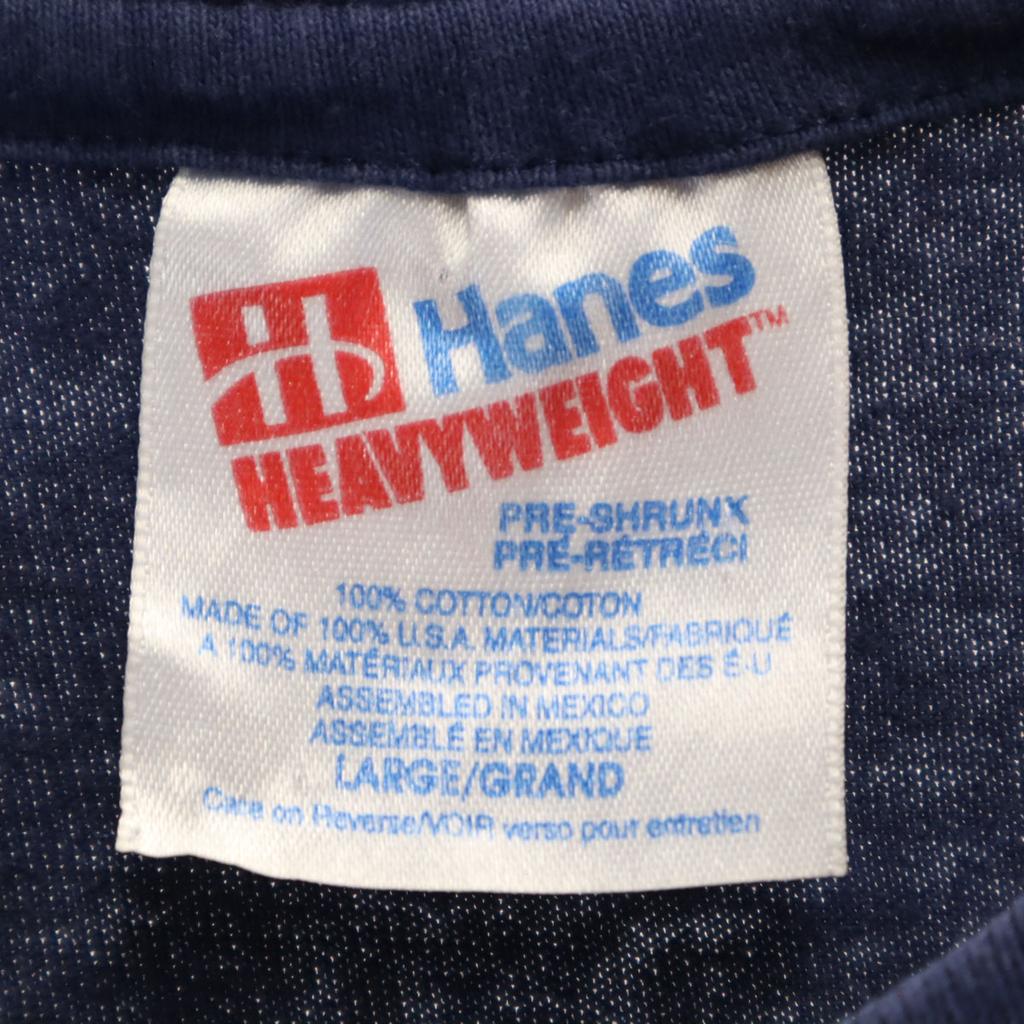 Hanes
HEAVYWEIGHT™
PRE-SHRUNK
PRÉ-RÉTRÉCI
100% COTTON/COTON
MADE OF 100% U.S.A. MATERIALS/FABRIQUÉ
A 100% MATÉRIAUX PROVENANT DES É-U
ASSEMBLED IN MEXICO
ASSEMBLÉ EN MEXIQUE
LARGE/GRAND
Care on Reverse/VOIR verso pour entretien